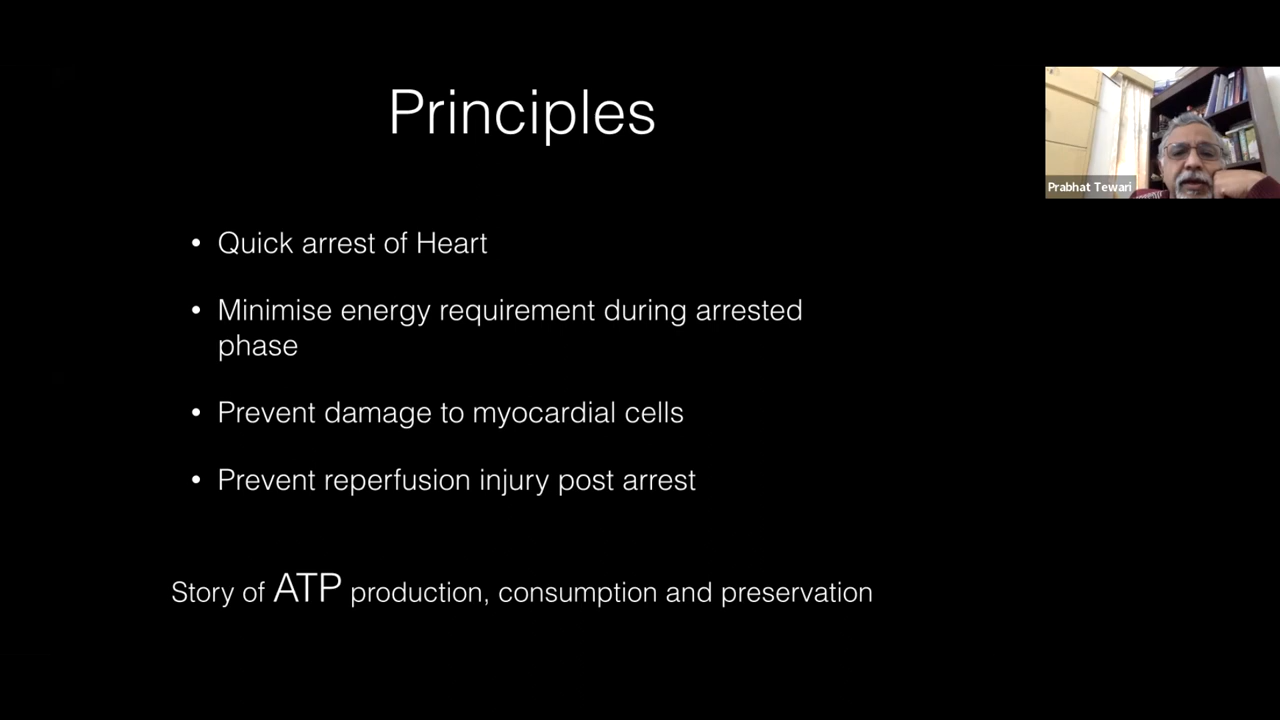 Principles
Prabhat Tewari
• Quick arrest of Heart
• Minimise energy requirement during arrested
phase
• Prevent damage to myocardial cells
• Prevent reperfusion injury post arrest
Story of ATP production, consumption and preservation